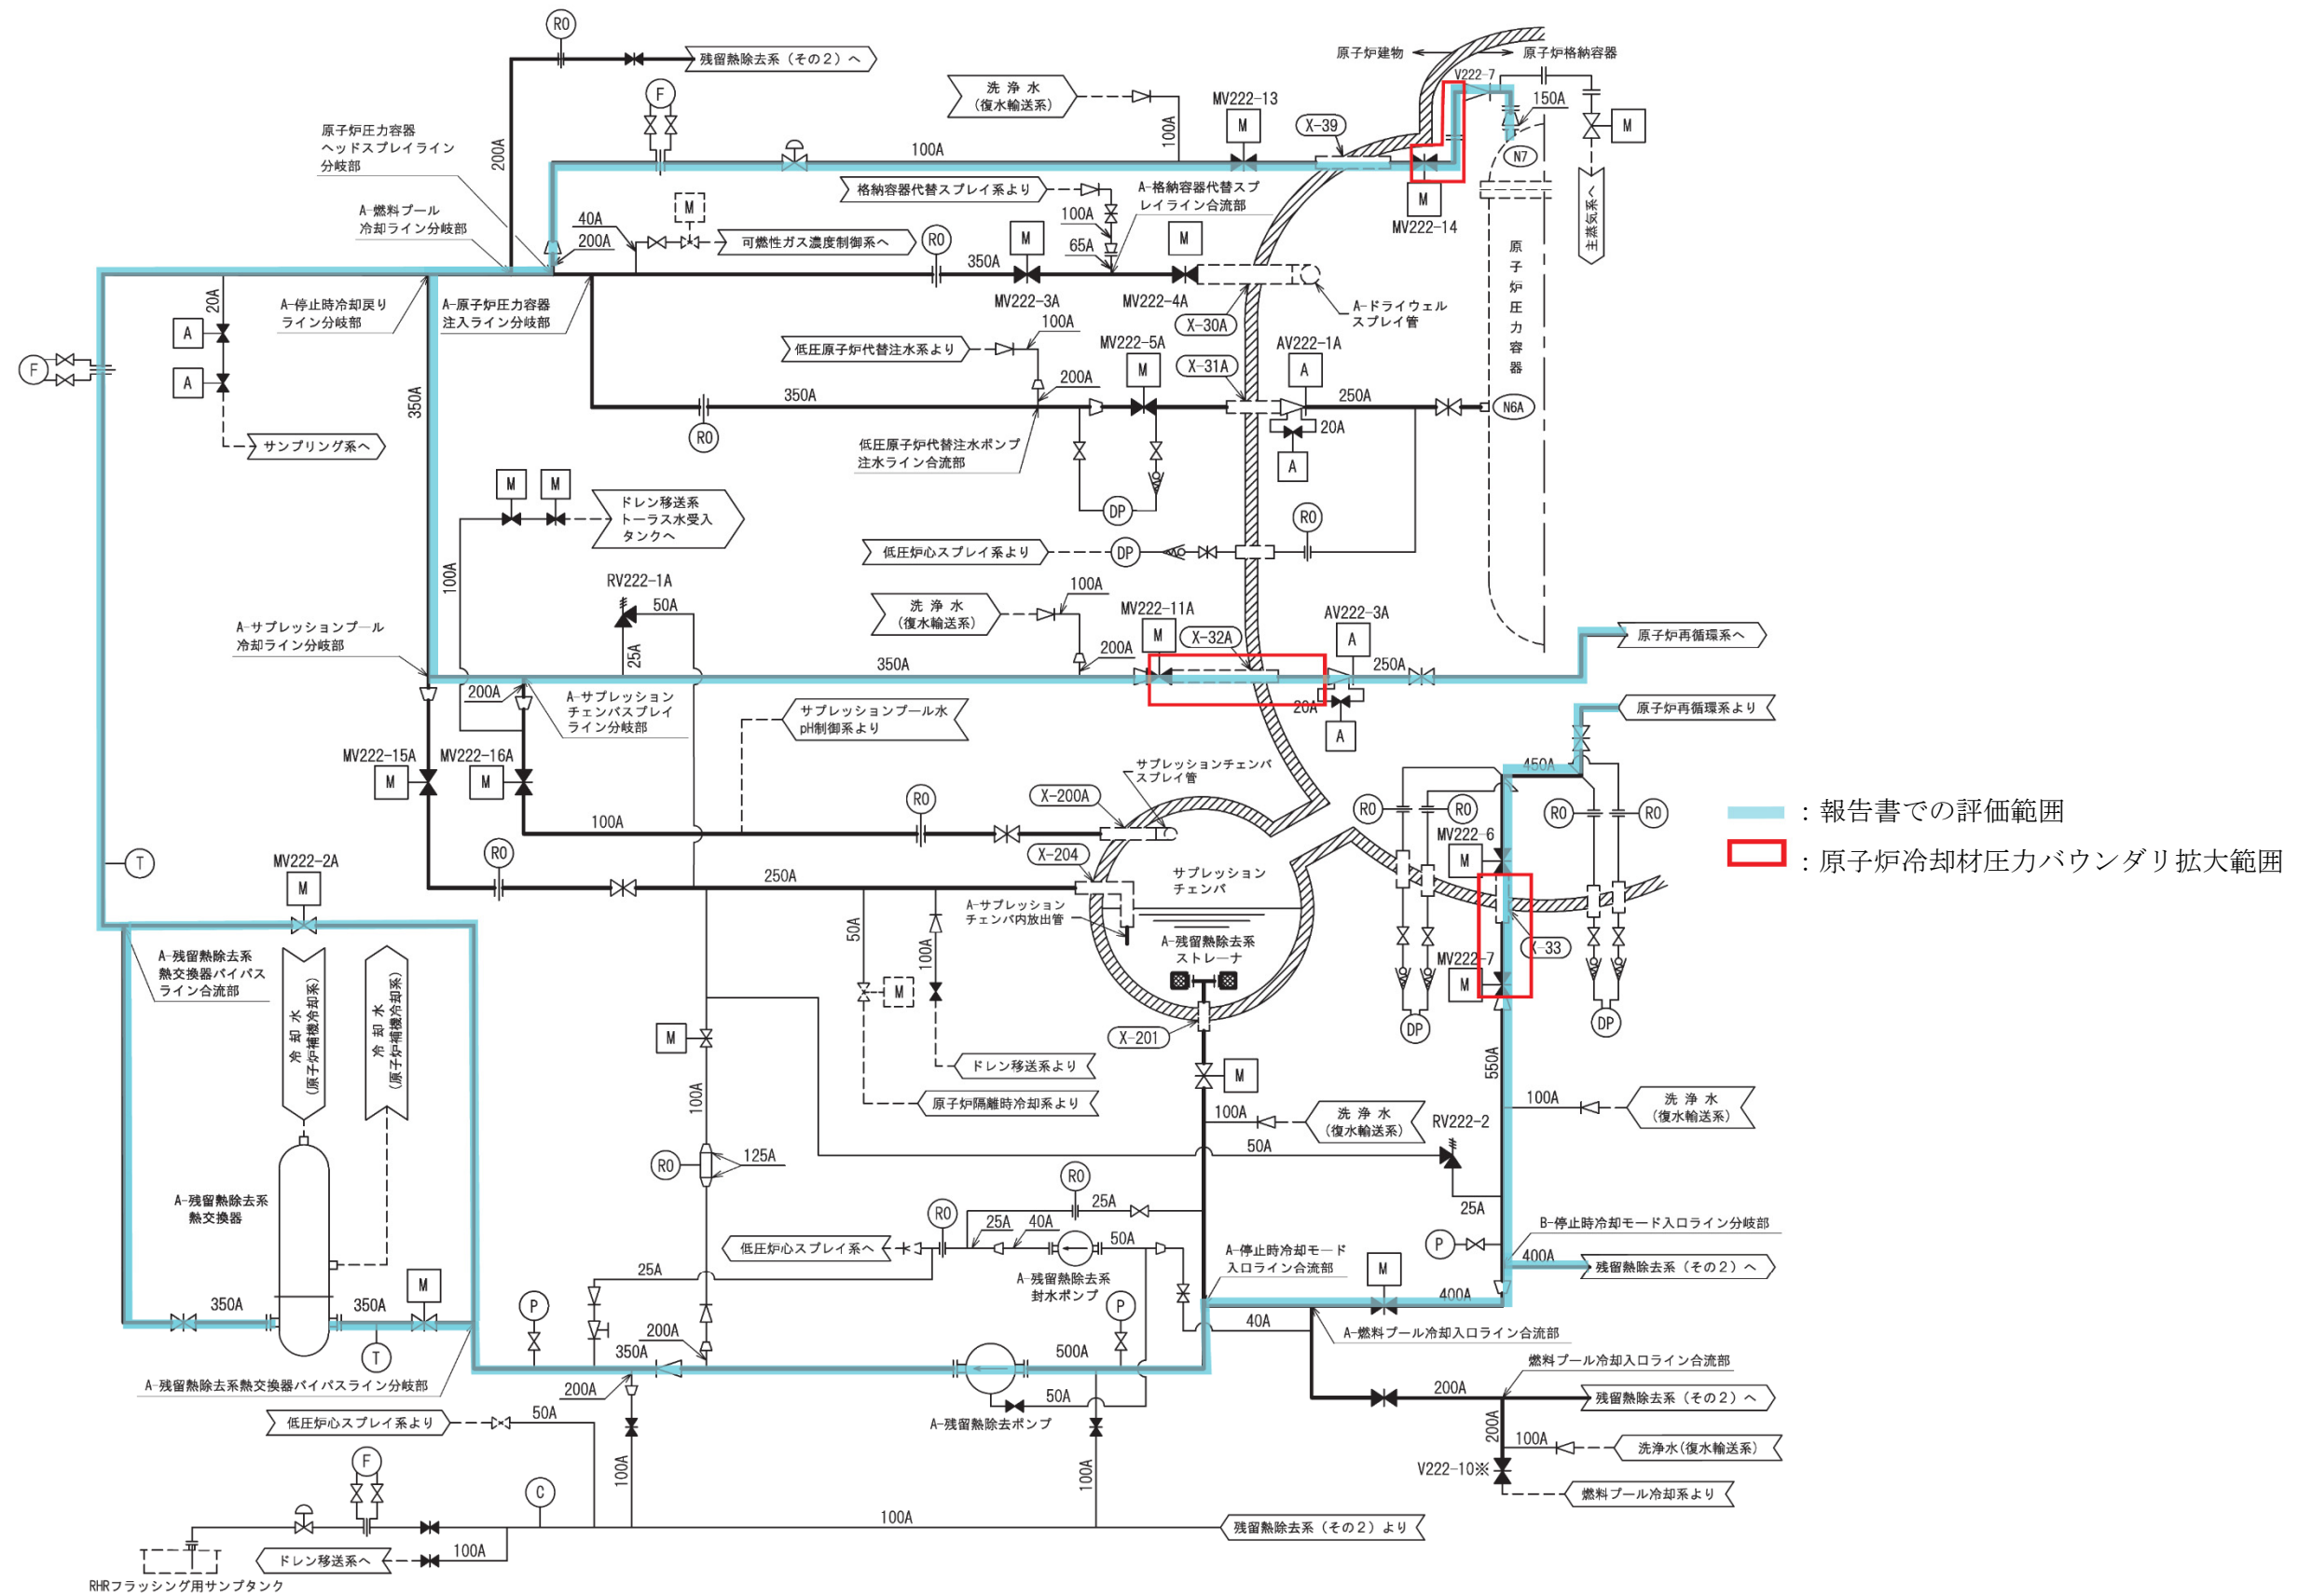 RO
残留熱除去系（その２）へ
原子炉建物
原子炉格納容器
V222-7
150A
M
F
洗 浄 水
(復水輸送系)
100A
MV222-13
M
X-39
N7
原子炉圧力容器
ヘッドスプレイライン
分岐部
200A
100A
M
MV222-14
主蒸気系へ
格納容器代替スプレイ系より
A-格納容器代替スプ
レイライン合流部
A-燃料プール
冷却ライン分岐部
40A
200A
M
可燃性ガス濃度制御系へ
RO
M
100A
65A
M
350A
MV222-3A
MV222-4A
X-30A
A-ドライウェル
スプレイ管
原子炉圧力容器
20A
A
A
A-停止時冷却戻り
ライン分岐部
A-原子炉圧力容器
注入ライン分岐部
F
サンプリング系へ
350A
低圧原子炉代替注水系より
100A
MV222-5A
M
X-31A
AV222-1A
A
200A
350A
250A
N6A
RO
20A
A
低圧原子炉代替注水ポンプ
注水ライン合流部
M
M
ドレン移送系
トーラス水受入
タンクへ
DP
RO
低圧炉心スプレイ系より
DP
100A
RV222-1A
50A
25A
洗 浄 水
(復水輸送系)
100A
MV222-11A
M
X-32A
AV222-3A
A
原子炉再循環系へ
A-サプレッションプール
冷却ライン分岐部
350A
200A
250A
200A
A-サプレッション
チェンバスプレイ
ライン分岐部
サプレッションプール水
pH制御系より
20A
A
原子炉再循環系より
MV222-15A
M
MV222-16A
M
サプレッションチェンバ
スプレイ管
450A
RO
X-200A
RO
RO
RO
RO
100A
：報告書での評価範囲
MV222-6
M
：原子炉冷却材圧力バウンダリ拡大範囲
RO
X-204
T
MV222-2A
M
250A
サプレッション
チェンバ
A-サプレッション
チェンバ内放出管
50A
100A
A-残留熱除去系
ストレーナ
X-33
MV222-7
M
A-残留熱除去系
熱交換器バイパス
ライン合流部
冷 却 水
(原子炉補機冷却系)
冷 却 水
(原子炉補機冷却系)
M
M
X-201
DP
DP
ドレン移送系より
原子炉隔離時冷却系より
M
550A
100A
100A
洗 浄 水
(復水輸送系)
RV222-2
100A
洗 浄 水
(復水輸送系)
RO
125A
50A
A-残留熱除去系
熱交換器
RO
25A
25A
RO
25A
40A
50A
低圧炉心スプレイ系へ
A-残留熱除去系
封水ポンプ
25A
A-停止時冷却モード
入口ライン合流部
P
B-停止時冷却モード入口ライン分岐部
400A
残留熱除去系（その２）へ
M
M
400A
350A
350A
P
P
40A
A-燃料プール冷却入口ライン合流部
T
200A
350A
500A
燃料プール冷却入口ライン合流部
A-残留熱除去系熱交換器バイパスライン分岐部
200A
50A
200A
残留熱除去系（その２）へ
A-残留熱除去ポンプ
低圧炉心スプレイ系より
50A
200A
100A
洗浄水(復水輸送系)
F
100A
100A
V222-10※
燃料プール冷却系より
C
100A
残留熱除去系（その２）より
ドレン移送系へ
100A
RHRフラッシング用サンプタンク